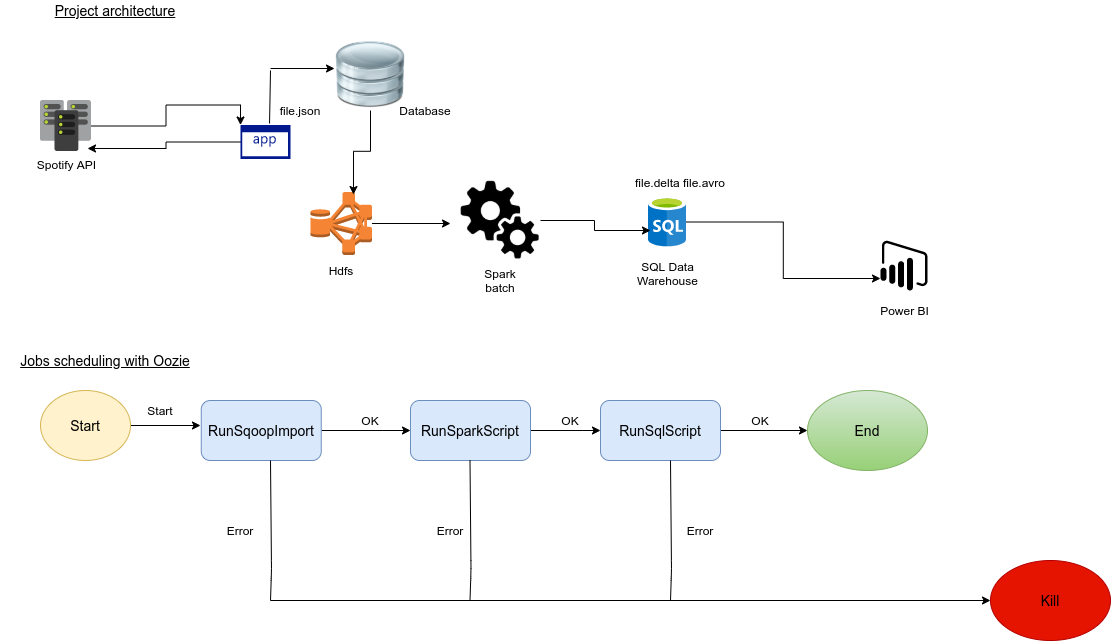 Project architecture
file.json
Database
app
Spotify API
file.delta file.avro
SQL
Hdfs
Spark
batch
SQL Data
Warehouse
Power BI
Jobs scheduling with Oozie
Start
Start
RunSqoopImport
OK
RunSparkScript
OK
RunSqlScript
OK
End
Error
Error
Error
Kill